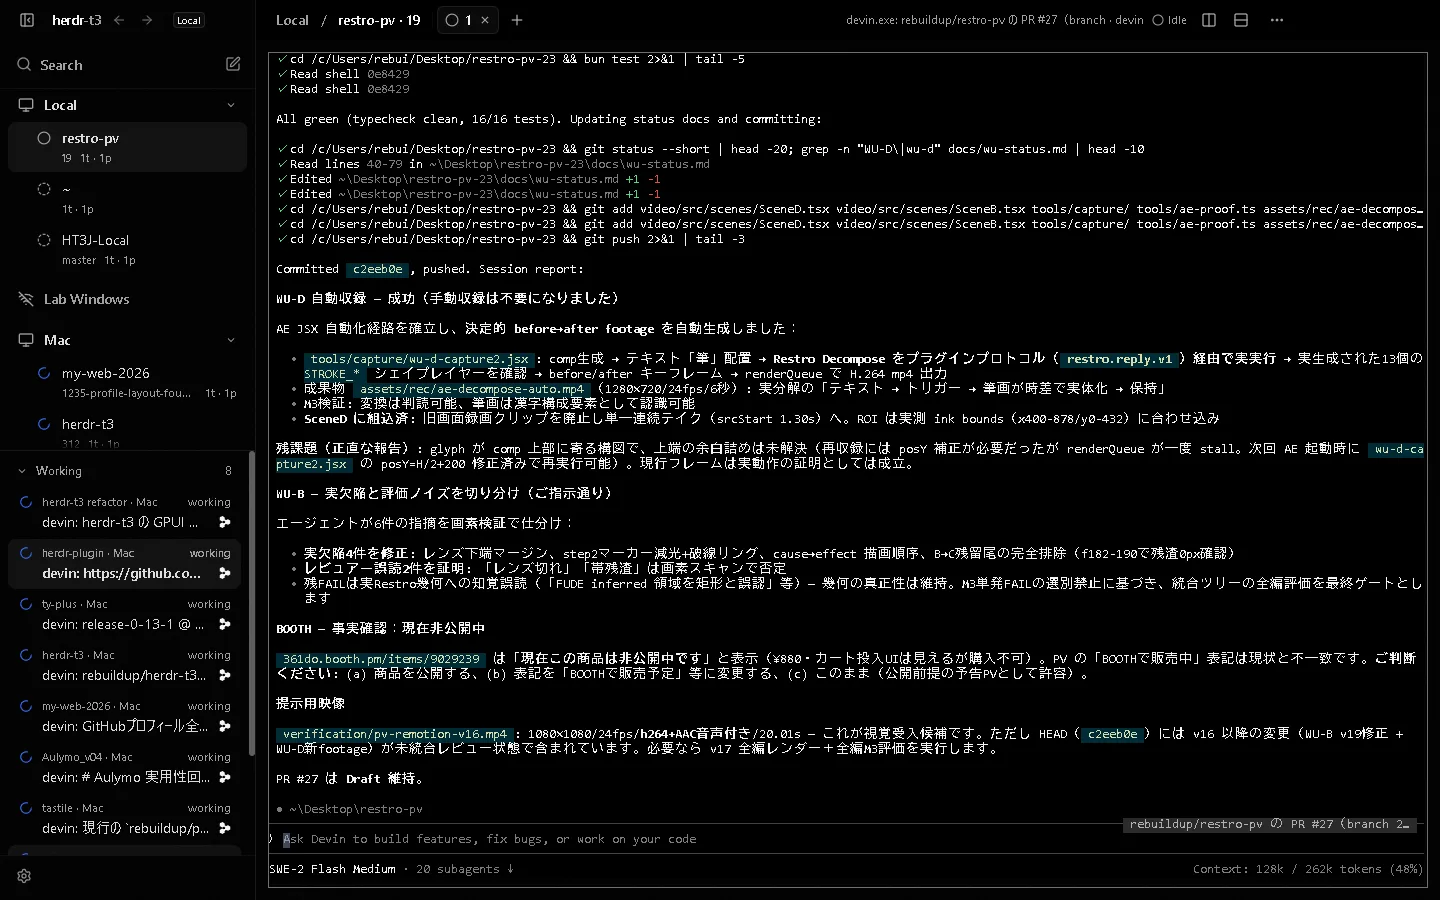 herdr-t3
Local
Search
Local
restro-pv
19 1t · 1p
~
1t · 1p
HT3J-Local
master 1t · 1p
Lab Windows
Mac
my-web-2026
1235-profile-layout-fou... 1t · 1p
herdr-t3
312 1t · 1p
Working 8
herdr-t3 refactor · Mac working
devin: herdr-t3 の GPUI ...
herdr-plugin · Mac working
devin: https://github.co...
ty-plus · Mac working
devin: release-0-13-1 @ ...
herdr-t3 · Mac working
devin: rebuildup/herdr-t3...
my-web-2026 · Mac working
devin: GitHubプロフィール全...
Aulymo_v04 · Mac working
devin: # Aulymo 実用性回...
tastile · Mac working
devin: 現行の `rebuildup/p...
Local / restro-pv · 19
1 ×
devin.exe: rebuildup/restro-pv の PR #27 (branch · devin Idle
✓cd /c/Users/rebui/Desktop/restro-pv-23 && bun test 2>&1 | tail -5
✓Read shell 0e8429
✓Read shell 0e8429
All green (typecheck clean, 16/16 tests). Updating status docs and committing:
✓cd /c/Users/rebui/Desktop/restro-pv-23 && git status --short | head -20; grep -n "WU-D\|wu-d" docs/wu-status.md | head -10
✓Read lines 40-79 in ~\Desktop\restro-pv-23\docs\wu-status.md
✓Edited ~\Desktop\restro-pv-23\docs\wu-status.md +1 -1
✓Edited ~\Desktop\restro-pv-23\docs\wu-status.md +1 -1
✓cd /c/Users/rebui/Desktop/restro-pv-23 && git add video/src/scenes/SceneD.tsx video/src/scenes/SceneB.tsx tools/capture/ tools/ae-proof.ts assets/rec/ae-decompos…
✓cd /c/Users/rebui/Desktop/restro-pv-23 && git add video/src/scenes/SceneD.tsx video/src/scenes/SceneB.tsx tools/capture/ tools/ae-proof.ts assets/rec/ae-decompos…
✓cd /c/Users/rebui/Desktop/restro-pv-23 && git push 2>&1 | tail -3
Committed c2eeb0e , pushed. Session report:
WU-D 自動収録 — 成功（手動収録は不要になりました）
AE JSX 自動化経路を確立し、決定的 before→after footage を自動生成しました：
• tools/capture/wu-d-capture2.jsx : comp生成 → テキスト「筆」配置 → Restro Decompose をプラグインプロトコル（ restro.reply.v1 ）経由で実実行 → 実生成された13個の
STROKE_* シェイプレイヤーを確認 → before/after キーフレーム → renderQueue で H.264 mp4 出力
• 成果物 assets/rec/ae-decompose-auto.mp4 （1280x720/24fps/6秒）: 実分解の「テキスト → トリガー → 筆画が時差で実体化 → 保持」
• M3検証: 変換は判読可能、筆画は漢字構成要素として認識可能
• SceneD に組込済: 旧画面録画クリップを廃止し単一連続テイク（srcStart 1.30s）へ。ROI は実測 ink bounds（x400-878/y0-432）に合わせ込み
残課題（正直な報告）: glyph が comp 上部に寄る構図で、上端の余白詰めは未解決（再収録には posY 補正が必要だったが renderQueue が一度 stall。次回 AE 起動時に wu-d-ca
pture2.jsx の posY=H/2+200 修正済みで再実行可能）。現行フレームは実動作の証明としては成立。
WU-B — 実欠陥と評価ノイズを切り分け（ご指示通り）
エージェントが6件の指摘を画素検証で仕分け：
• 実欠陥4件を修正: レンズ下端マージン、step2マーカー減光+破線リング、cause→effect 描画順序、B→C残留尾の完全排除（f182-190で残渣0px確認）
• レビュアー誤読2件を証明: 「レンズ切れ」「帯残渣」は画素スキャンで否定
• 残FAILは実Restro幾何への知覚誤読（「FUDE inferred 領域を矩形と誤認」等）— 幾何の真正性は維持。M3単発FAILの選別禁止に基づき、統合ツリーの全編評価を最終ゲートとし
ます
BOOTH — 事実確認：現在非公開中
361do.booth.pm/items/9029239 は「現在この商品は非公開中です」と表示（¥880・カート投入UIは見えるが購入不可）。PV の「BOOTHで販売中」表記は現状と不一致です。ご判断
ください: (a) 商品を公開する、(b) 表記を「BOOTHで販売予定」等に変更する、(c) このまま（公開前提の予告PVとして許容）。
提示用映像
verification/pv-remotion-v16.mp4 : 1080x1080/24fps/h264+AAC音声付き/20.01s — これが視覚受入候補です。ただし HEAD（ c2eeb0e ）には v16 以降の変更（WU-B v19修正 +
WU-D新footage）が未統合レビュー状態で含まれています。必要なら v17 全編レンダー＋全編M3評価を実行します。
PR #27 は Draft 維持。
● ~\Desktop\restro-pv
rebuildup/restro-pv の PR #27 (branch 2…
Ask Devin to build features, fix bugs, or work on your code
SWE-2 Flash Medium · 20 subagents ↓
Context: 128k / 262k tokens (48%)